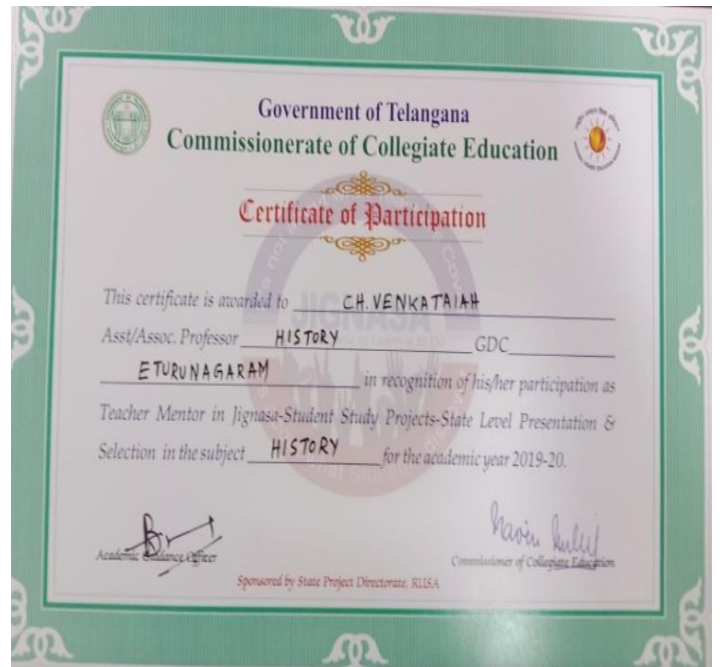 Government of Telangana
Commissionerate of Collegiate Education
Certificate of Participation
This certificate is awarded to CH. VENKATAIAH
Asst/Assoc. Professor HISTORY GDC
ETURUNAGARAM in recognition of his/her participation as
Teacher Mentor in Jignasa-Student Study Projects-State Level Presentation &
Selection in the subject HISTORY for the academic year 2019-20.
JIGNASA
Academic Guidance Officer
Commissioner of Collegiate Education
Sponsored by State Project Directorate, RUSA